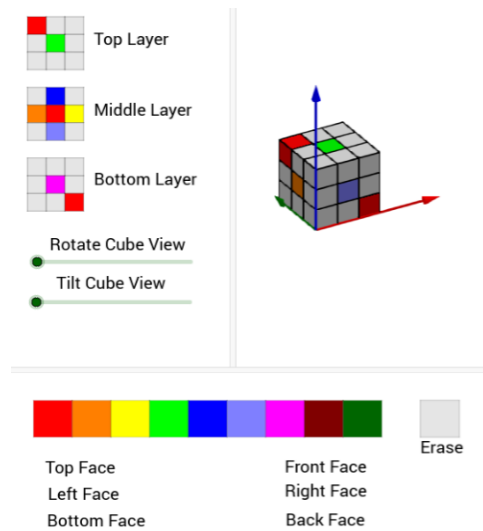 Top Layer
Middle Layer
Bottom Layer
Rotate Cube View
Tilt Cube View
Erase
Top Face Front Face
Left Face Right Face
Bottom Face Back Face